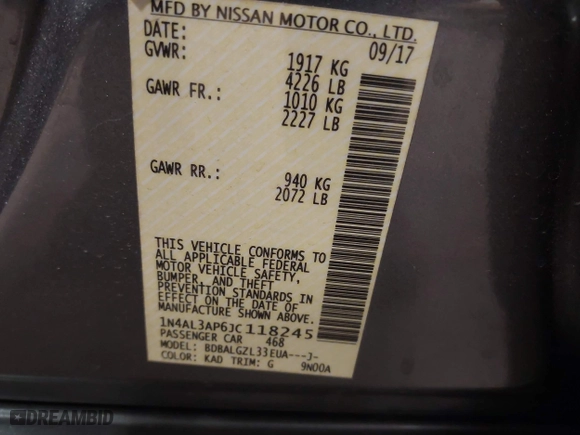 MFD BY NISSAN MOTOR CO., LTD.
DATE: 09/17
GVWR: 1917 KG
4226 LB
GAWR FR.: 1010 KG
2227 LB
GAWR RR.: 940 KG
2072 LB
THIS VEHICLE CONFORMS TO
ALL APPLICABLE FEDERAL
MOTOR VEHICLE SAFETY,
BUMPER, AND THEFT
PREVENTION STANDARDS IN
EFFECT ON THE DATE OF
MANUFACTURE SHOWN ABOVE.
1N4AL3AP6JC118245
PASSENGER CAR 468
MODEL: BDBALGZL33EUA---J-
COLOR: KAD TRIM: G 9N00A
DREAMBID